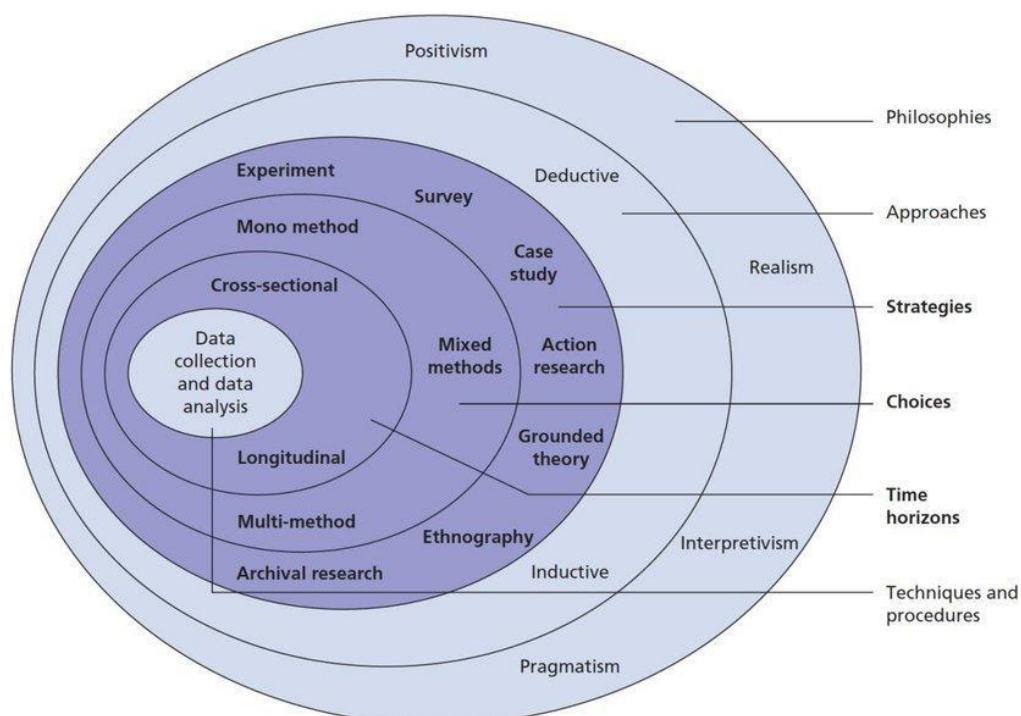 Positivism
Philosophies
Experiment
Deductive
Survey
Approaches
Mono method
Case
study
Realism
Cross-sectional
Strategies
Data
collection
and data
analysis
Mixed
methods
Action
research
Choices
Grounded
theory
Longitudinal
Time
horizons
Multi-method
Ethnography
Interpretivism
Archival research
Inductive
Techniques and
procedures
Pragmatism